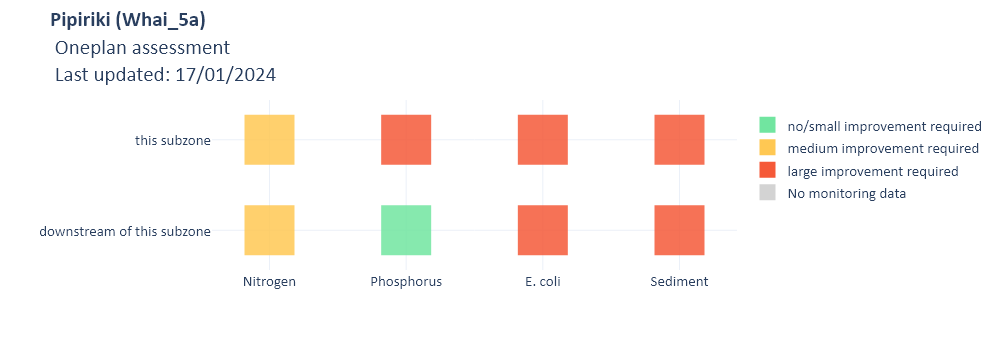 Pipiriki (Whai_5a)
Oneplan assessment
Last updated: 17/01/2024
this subzone
downstream of this subzone
Nitrogen
Phosphorus
E. coli
Sediment
no/small improvement required
medium improvement required
large improvement required
No monitoring data